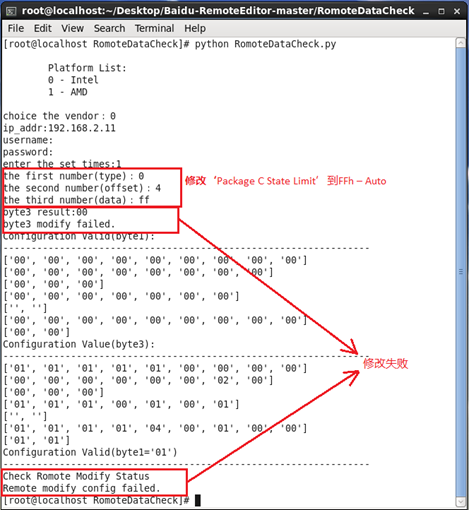 root@localhost:~/Desktop/Baidu-RemoteEditor-master/RomoteDataCheck
File Edit View Search Terminal Help
[root@localhost RomoteDataCheck]# python RomoteDataCheck.py
Platform List:
0 - Intel
1 - AMD
choice the vendor：0
ip_addr:192.168.2.11
username:
password:
enter the set times:1
the first number(type)：0
the second number(offset)：4
the third number(data)：ff
修改‘Package C State Limit’到FFh – Auto
byte3 result:00
byte3 modify failed.
Configuration Valid(byte1):
--------------------------------------------------------------
['00', '00', '00', '00', '00', '00', '00', '00']
['00', '00', '00', '00', '00', '00', '00']
['00', '00', '00']
['00', '00', '00', '00', '00', '00']
['', '']
['00', '00', '00', '00', '00', '00', '00', '00']
['00', '00']
Configuration Value(byte3):
--------------------------------------------------------------
修改失败
['01', '01', '01', '01', '01', '00', '00', '00']
['00', '00', '00', '00', '00', '00', '02', '00']
['00', '00', '00']
['01', '01', '01', '00', '01', '00', '01']
['', '']
['01', '01', '01', '01', '04', '00', '01', '00', '00']
['01', '01']
Configuration Valid(byte1='01')
--------------------------------------------------------------
Check Romote Modify Status
Remote modify config failed.
[root@localhost RomoteDataCheck]#